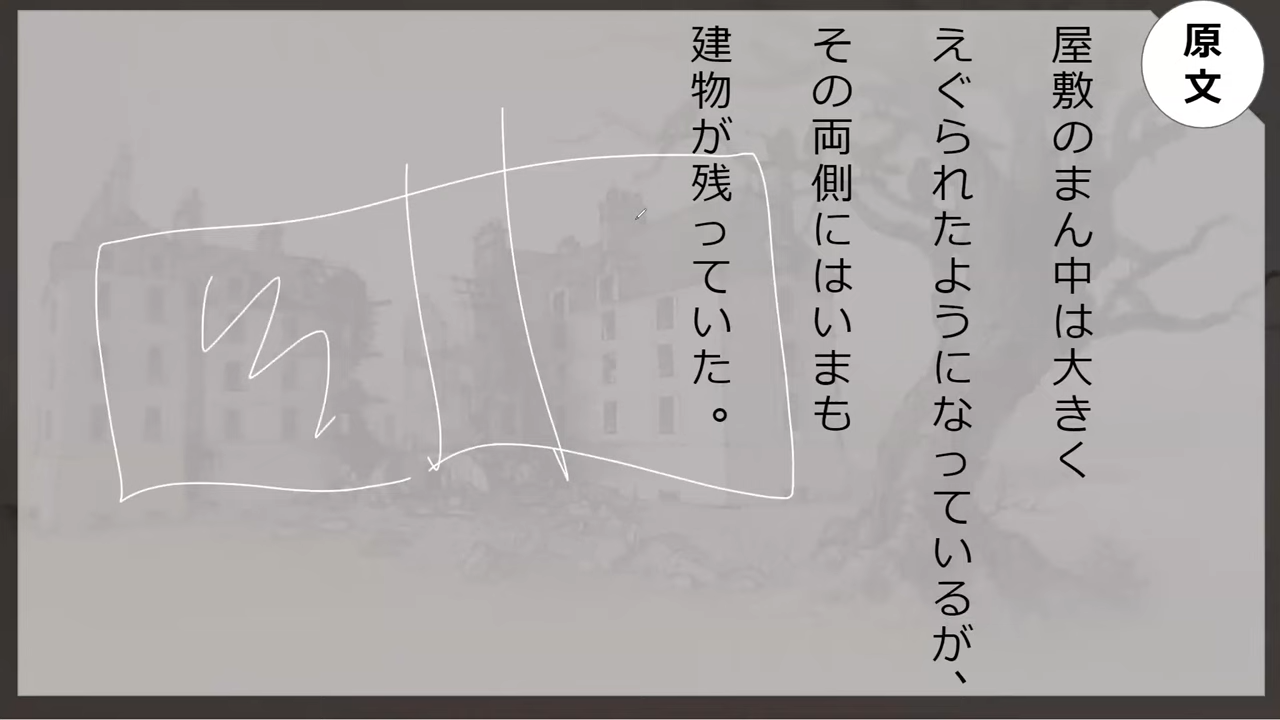 原文
屋敷のまん中は大きく
えぐられたようになっているが、
その両側にはいまも
建物が残っていた。